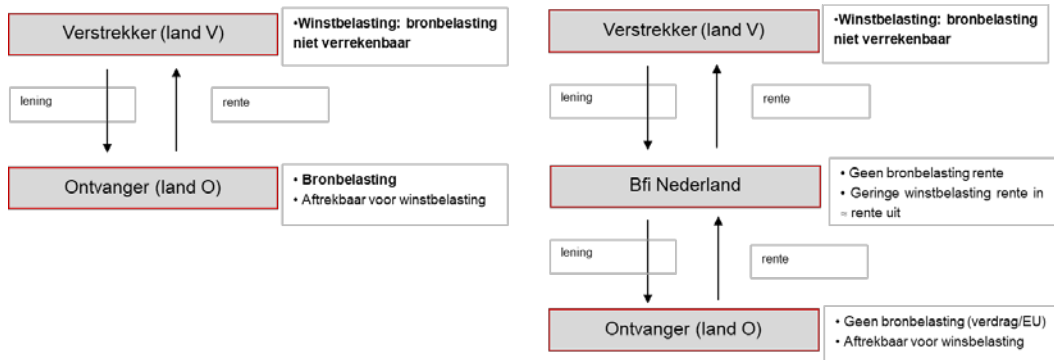 Verstrekker (land V)
•Winstbelasting: bronbelasting
niet verrekenbaar
lening
rente
Ontvanger (land O)
• Bronbelasting
• Aftrekbaar voor winstbelasting
Verstrekker (land V)
•Winstbelasting: bronbelasting
niet verrekenbaar
lening
rente
Bfi Nederland
• Geen bronbelasting rente
• Geringe winstbelasting rente in
≈ rente uit
lening
rente
Ontvanger (land O)
• Geen bronbelasting (verdrag/EU)
• Aftrekbaar voor winsbelasting